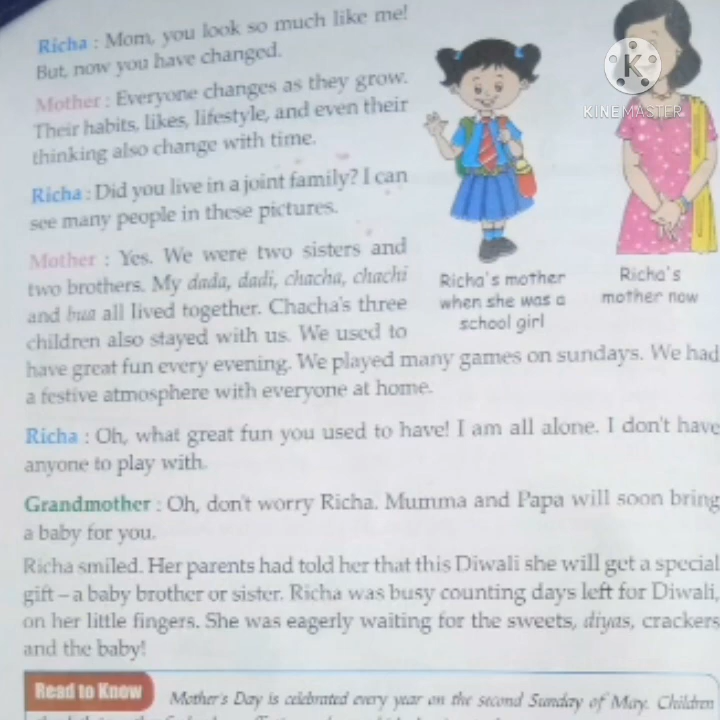 Richa : Mom, you look so much like me!
But, now you have changed.
Mother : Everyone changes as they grow.
Their habits, likes, lifestyle, and even their
thinking also change with time.
Richa : Did you live in a joint family? I can
see many people in these pictures.
Mother : Yes. We were two sisters and
two brothers. My dada, dadi, chacha, chachi
and bua all lived together. Chacha's three
children also stayed with us. We used to
have great fun every evening. We played many games on sundays. We had
a festive atmosphere with everyone at home.
K
KINEMASTER
Richa's mother
when she was a
school girl
Richa's
mother now
Richa : Oh, what great fun you used to have! I am all alone. I don't have
anyone to play with.
Grandmother : Oh, don't worry Richa. Mumma and Papa will soon bring
a baby for you.
Richa smiled. Her parents had told her that this Diwali she will get a special
gift – a baby brother or sister. Richa was busy counting days left for Diwali,
on her little fingers. She was eagerly waiting for the sweets, diyas, crackers
and the baby!
Read to Know
Mother's Day is celebrated every year on the second Sunday of May. Children